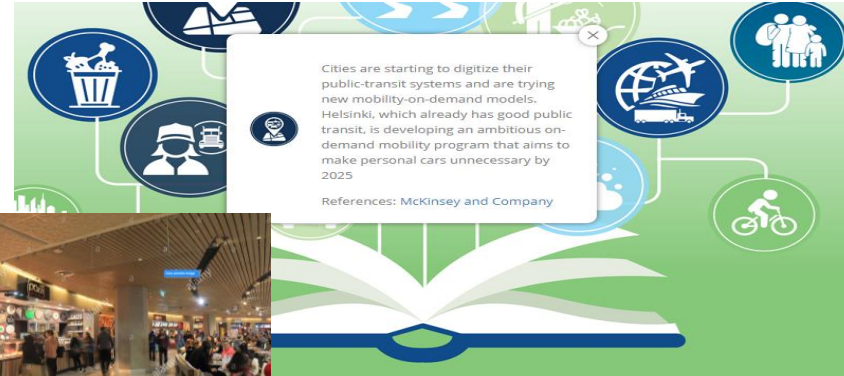 Cities are starting to digitize their
public-transit systems and are trying
new mobility-on-demand models.
Helsinki, which already has good public
transit, is developing an ambitious on-
demand mobility program that aims to
make personal cars unnecessary by
2025
References: McKinsey and Company